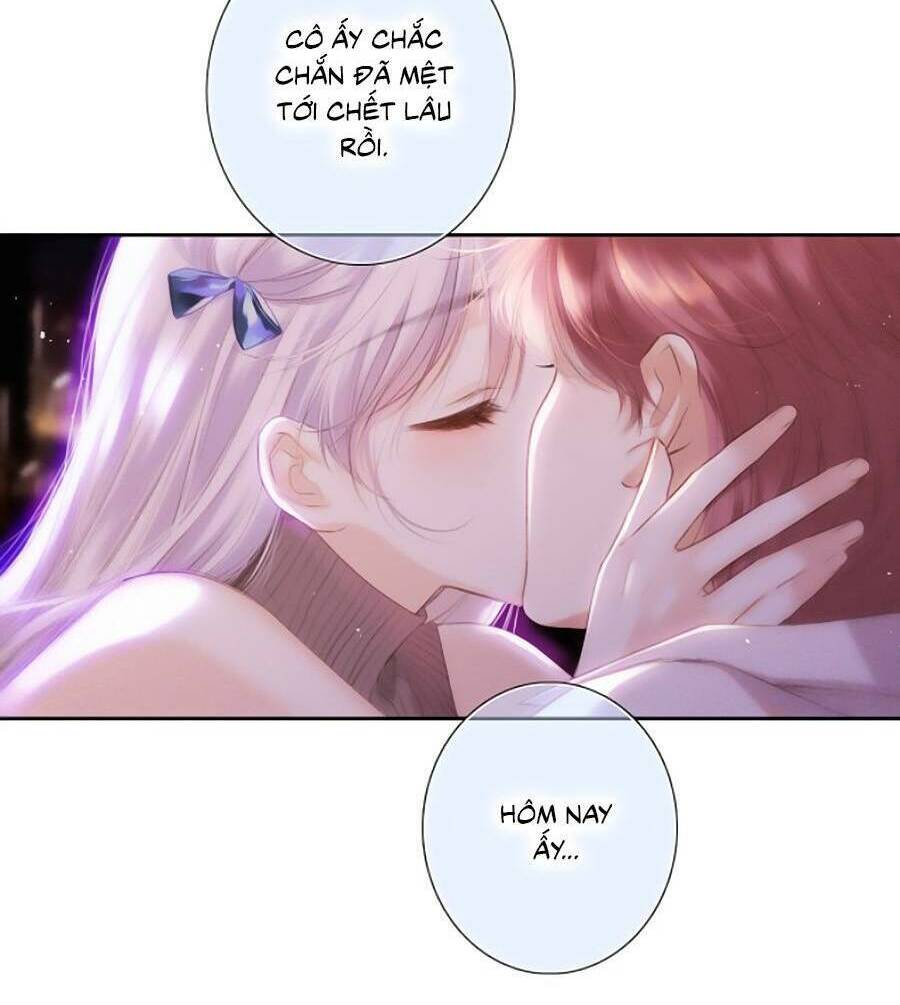 CÔ ẤY CHẮC
CHẮN ĐÃ MỆT
TỚI CHẾT LÂU
RỒI.
HÔM NAY
ẤY...